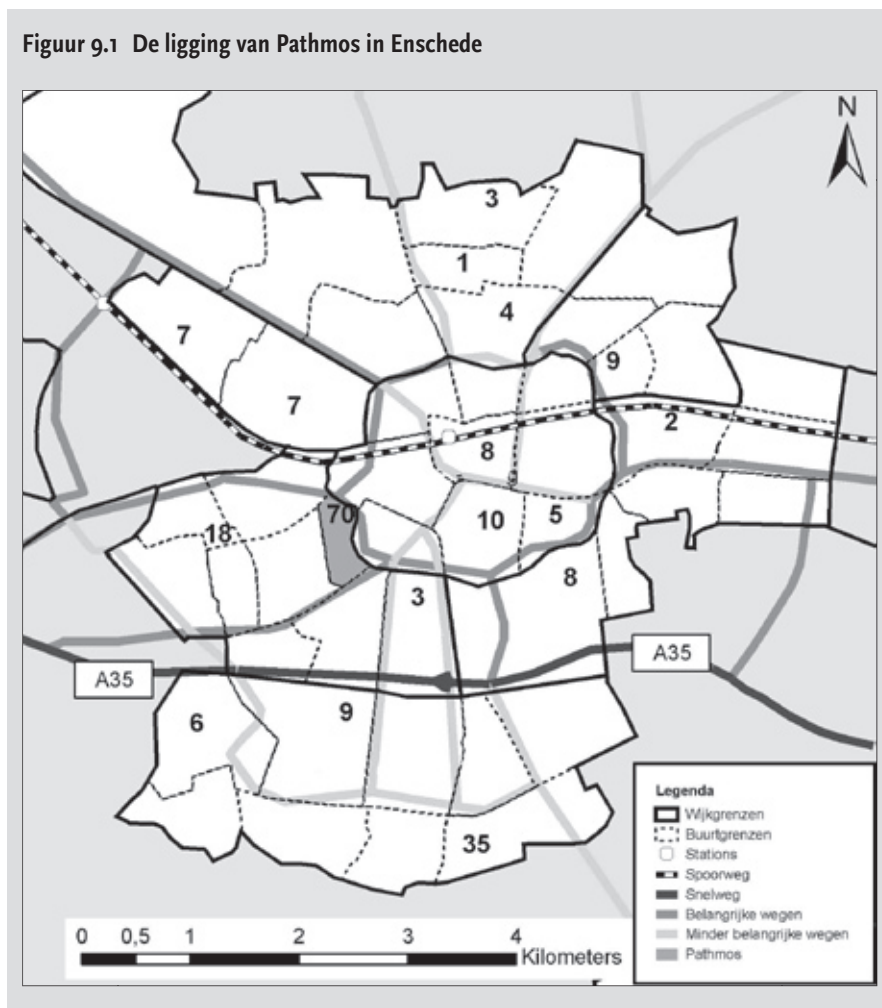 Figuur 9.1 De ligging van Pathmos in Enschede
N
3
1
4
7
9
7
2
8
70
10
5
18
8
3
A35
A35
6
9
35
Legenda
Wijkgrenzen
Buurtgrenzen
Stations
Spoorweg
Snelweg
Belangrijke wegen
Minder belangrijke wegen
Pathmos
0 0,5 1 2 3 4
Kilometers